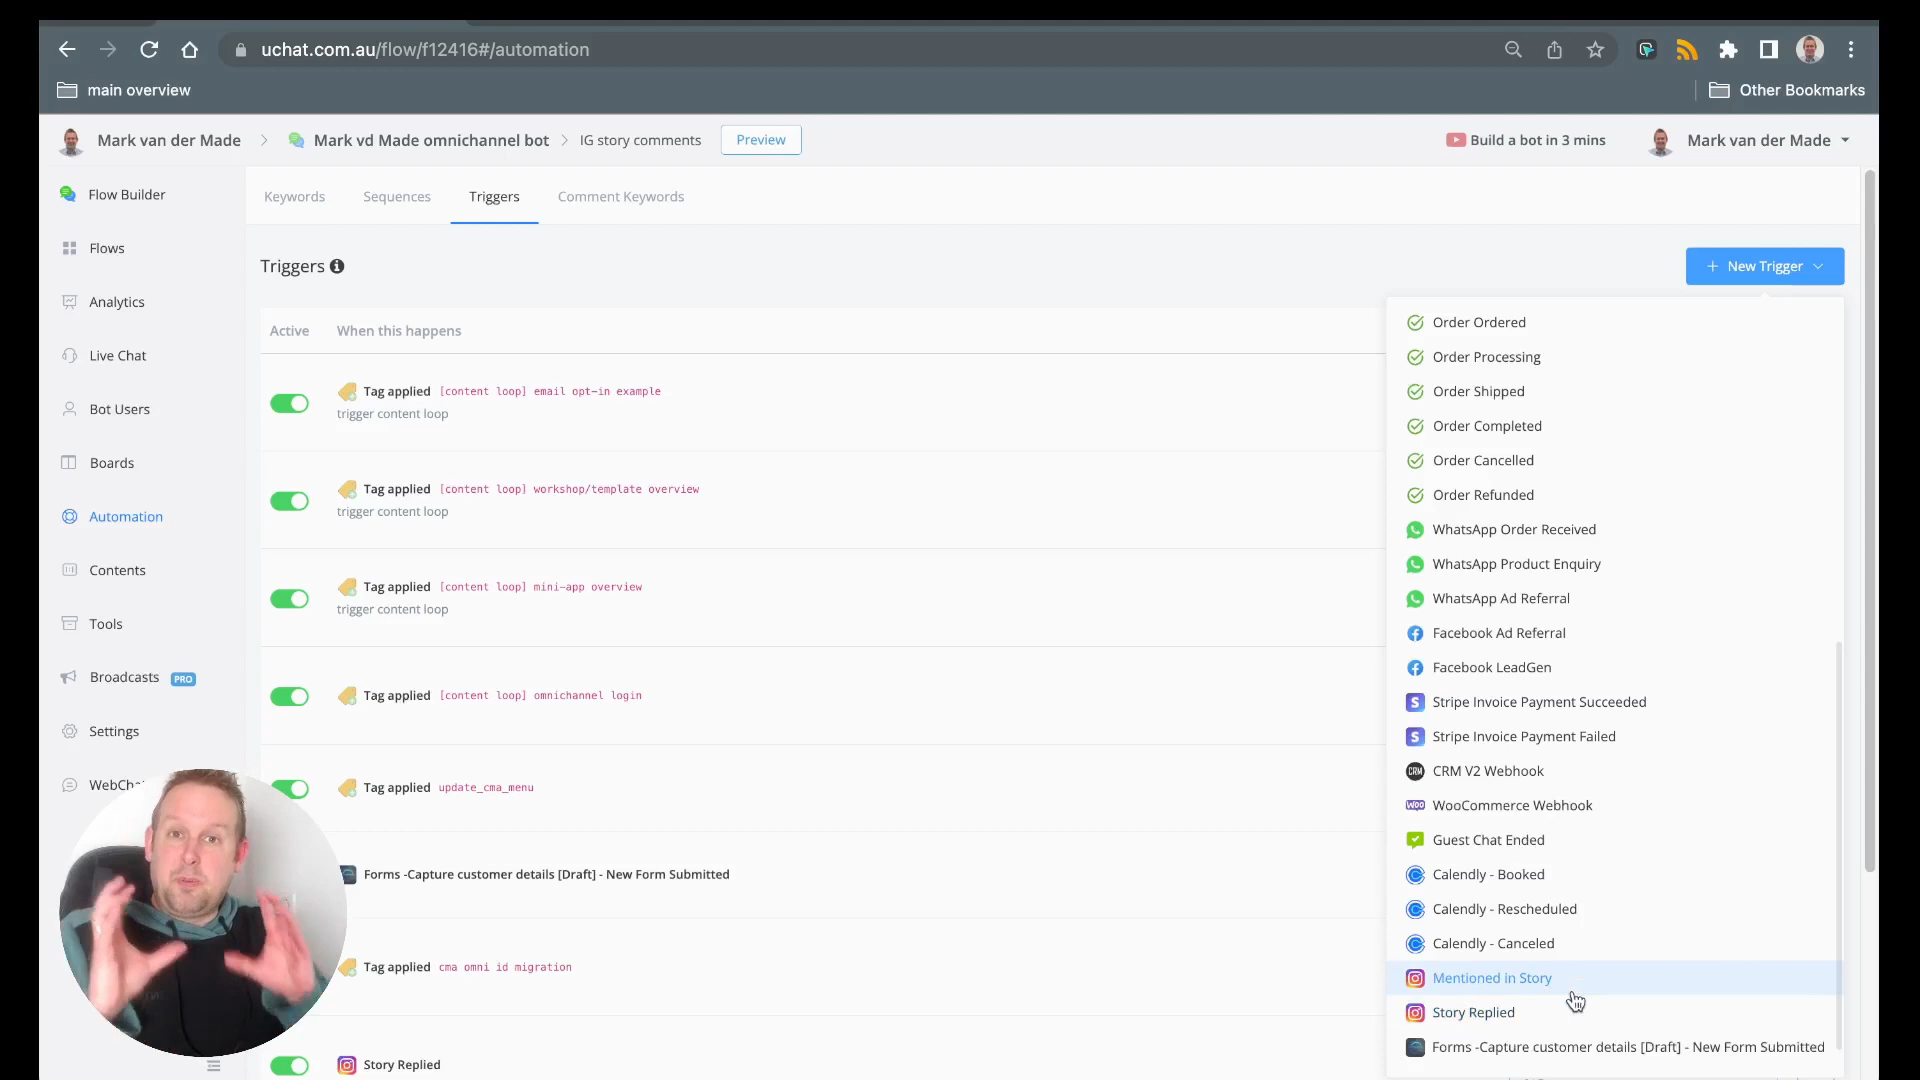 uchat.com.au/flow/f12416#/automation
main overview
Other Bookmarks
Mark van der Made
Mark vd Made omnichannel bot
IG story comments
Preview
Build a bot in 3 mins
Mark van der Made
Flow Builder
Flows
Analytics
Live Chat
Bot Users
Boards
Automation
Contents
Tools
Broadcasts PRO
Settings
Keywords
Sequences
Triggers
Comment Keywords
Triggers
+ New Trigger
Active
When this happens
Tag applied [content loop] email opt-in example
trigger content loop
Tag applied [content loop] workshop/template overview
trigger content loop
Tag applied [content loop] mini-app overview
trigger content loop
Tag applied [content loop] omnichannel login
Tag applied update_cma_menu
Forms -Capture customer details [Draft] - New Form Submitted
Tag applied cma omni id migration
Story Replied
Order Ordered
Order Processing
Order Shipped
Order Completed
Order Cancelled
Order Refunded
WhatsApp Order Received
WhatsApp Product Enquiry
WhatsApp Ad Referral
Facebook Ad Referral
Facebook LeadGen
S Stripe Invoice Payment Succeeded
S Stripe Invoice Payment Failed
CRM CRM V2 Webhook
woo WooCommerce Webhook
Guest Chat Ended
Calendly - Booked
Calendly - Rescheduled
Calendly - Canceled
Mentioned in Story
Story Replied
Forms -Capture customer details [Draft] - New Form Submitted